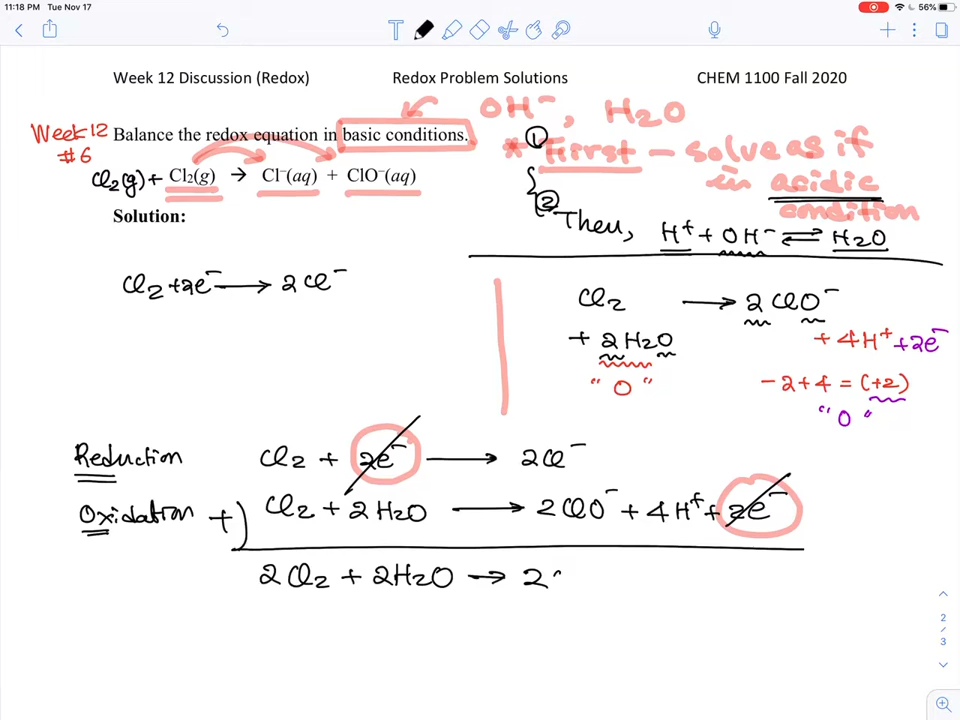 11:18 PM Tue Nov 17
56%
Week 12 Discussion (Redox) Redox Problem Solutions CHEM 1100 Fall 2020
Week 12
#6
Balance the redox equation in basic conditions.
Cl₂(g) + Cl₂(g) → Cl⁻(aq) + ClO⁻(aq)
Solution:
OH⁻, H₂O
① * First – solve as if
in acidic
condition
② Then, H⁺ + OH⁻ ⇌ H₂O
Cl₂ + 2e⁻ → 2Cl⁻
Cl₂ → 2ClO⁻
+ 2H₂O + 4H⁺ + 2e⁻
"0" -2+4 = (+2)
"0"
Reduction Cl₂ + 2e⁻ → 2Cl⁻
Oxidation +) Cl₂ + 2H₂O → 2ClO⁻ + 4H⁺ + 2e⁻
2Cl₂ + 2H₂O → 2
2
/
3